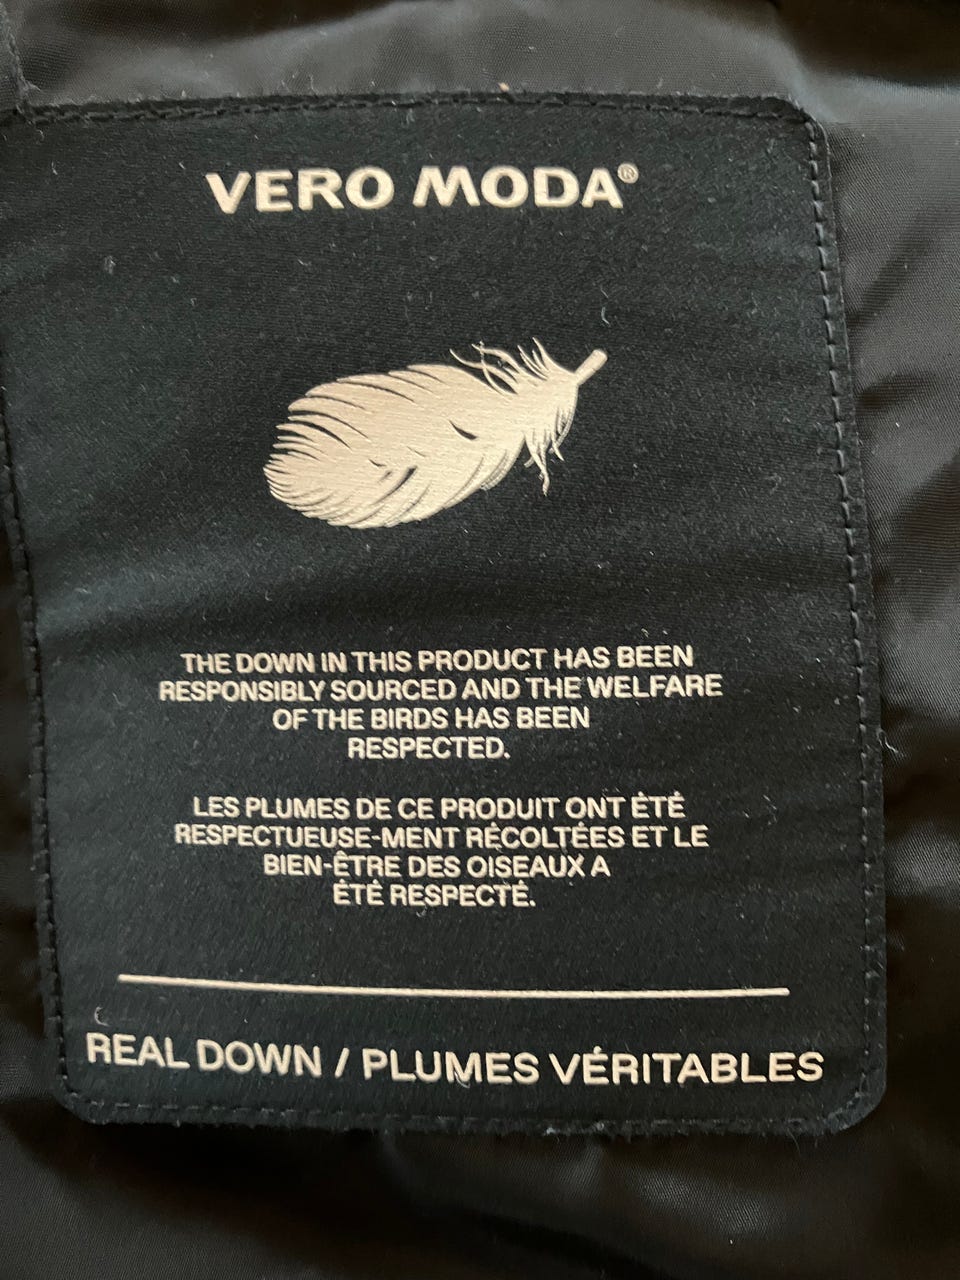 VERO MODA®
THE DOWN IN THIS PRODUCT HAS BEEN
RESPONSIBLY SOURCED AND THE WELFARE
OF THE BIRDS HAS BEEN
RESPECTED.
LES PLUMES DE CE PRODUIT ONT ÉTÉ
RESPECTUEUSE-MENT RÉCOLTÉES ET LE
BIEN-ÊTRE DES OISEAUX A
ÉTÉ RESPECTÉ.
REAL DOWN / PLUMES VÉRITABLES